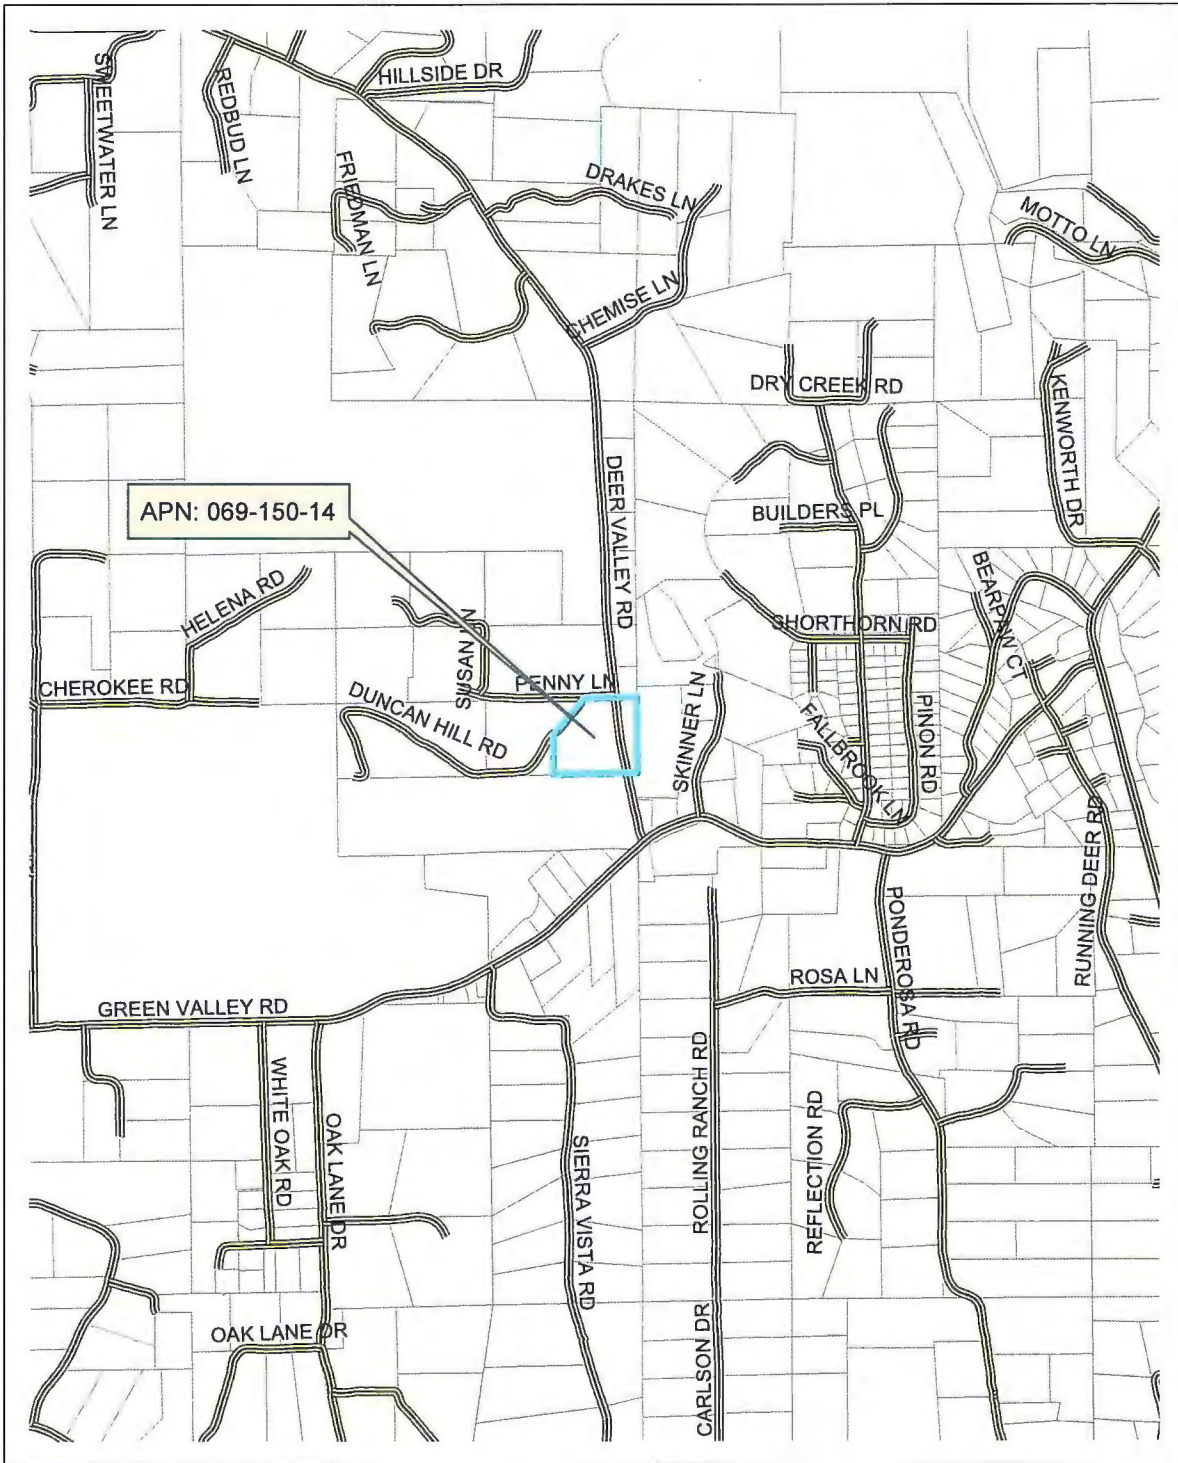 HILLSIDE DR
SWEETWATER LN
REDBUD LN
FRIEDMAN LN
DRAKES LN
MOTTO LN
CHEMISE LN
DRY CREEK RD
KENWORTH DR
DEER VALLEY RD
APN: 069-150-14
BUILDERS PL
BEARPAW CT
HELENA RD
SUSAN LN
SHORTHORN RD
CHEROKEE RD
PENNY LN
DUNCAN HILL RD
SKINNER LN
FALLBROOK LN
PINON RD
RUNNING DEER RD
PONDEROSA RD
ROSA LN
GREEN VALLEY RD
WHITE OAK RD
OAK LANE DR
SIERRA VISTA RD
ROLLING RANCH RD
REFLECTION RD
OAK LANE DR
CARLSON DR